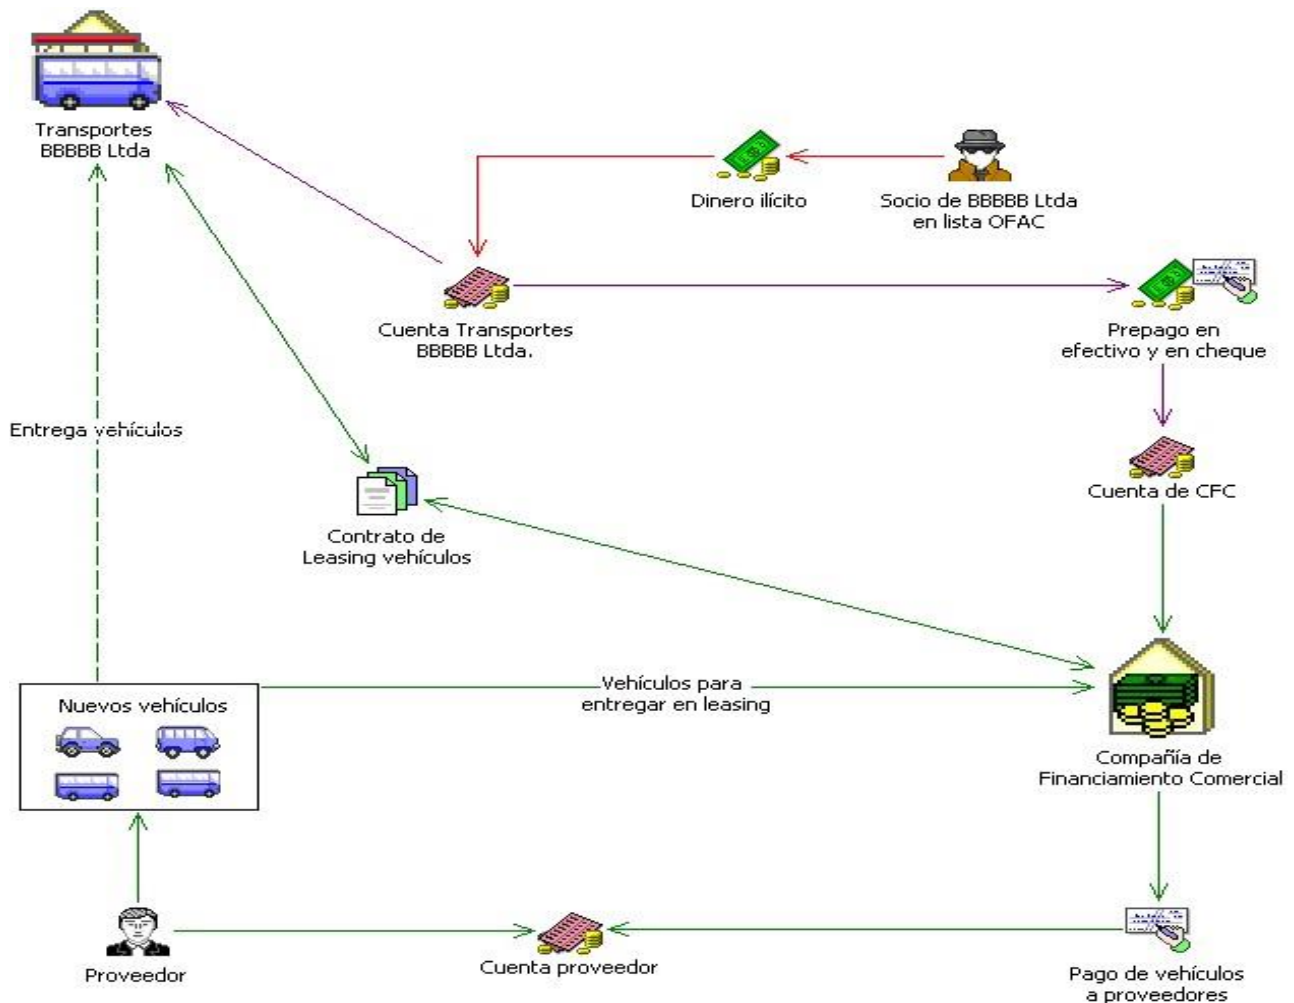 Transportes
BBBBB Ltda
Dinero ilícito
Socio de BBBBB Ltda
en lista OFAC
Cuenta Transportes
BBBBB Ltda.
Prepago en
efectivo y en cheque
Entrega vehículos
Cuenta de CFC
Contrato de
Leasing vehículos
Nuevos vehículos
Vehículos para
entregar en leasing
Compañía de
Financiamiento Comercial
Proveedor
Cuenta proveedor
Pago de vehículos
a proveedores